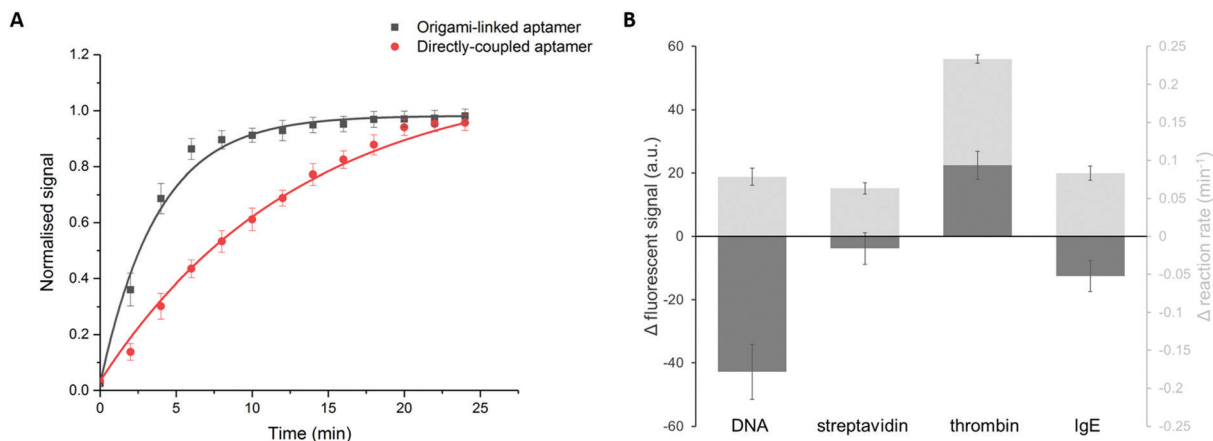 A
Origami-linked aptamer
Directly-coupled aptamer
Normalised signal
1.2
1.0
0.8
0.6
0.4
0.2
0.0
0 5 10 15 20 25
Time (min)
B
Δ fluorescent signal (a.u.)
60
40
20
0
-20
-40
-60
DNA streptavidin thrombin IgE
0.25
0.2
0.15
0.1
0.05
0
-0.05
-0.1
-0.15
-0.2
-0.25
Δ reaction rate (min⁻¹)